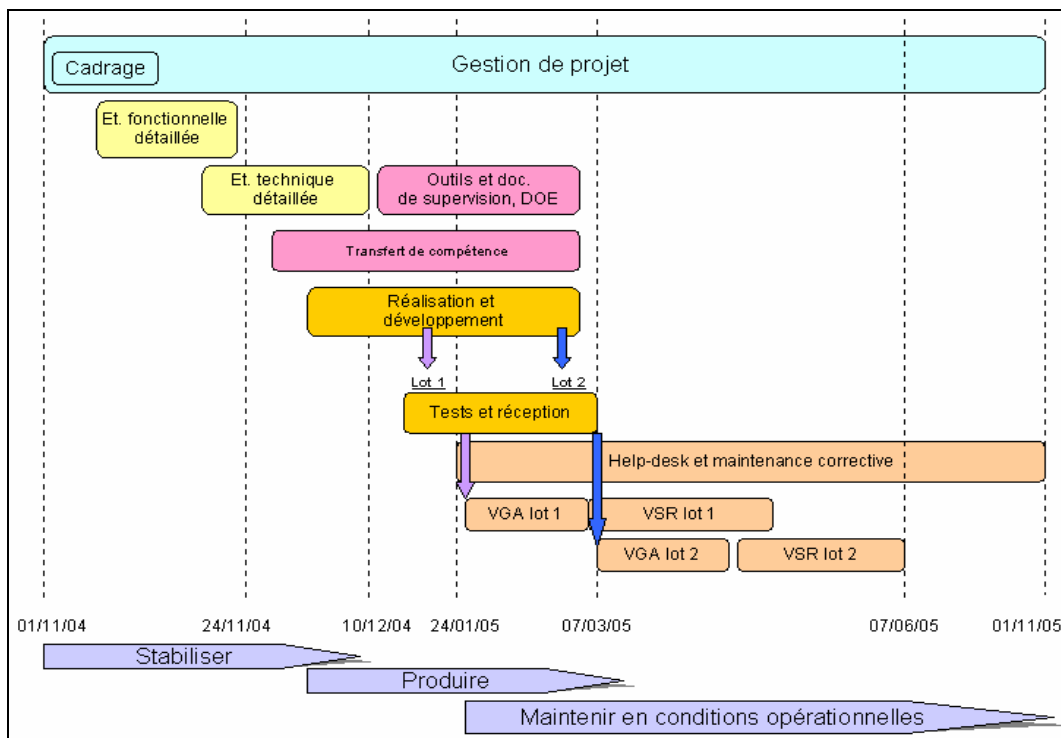 Cadrage
Gestion de projet
Et. fonctionnelle
détaillée
Et. technique
détaillée
Outils et doc.
de supervision, DOE
Transfert de compétence
Réalisation et
développement
Lot 1
Lot 2
Tests et réception
Help-desk et maintenance corrective
VGA lot 1
VSR lot 1
VGA lot 2
VSR lot 2
01/11/04
24/11/04
10/12/04
24/01/05
07/03/05
07/06/05
01/11/05
Stabiliser
Produire
Maintenir en conditions opérationnelles